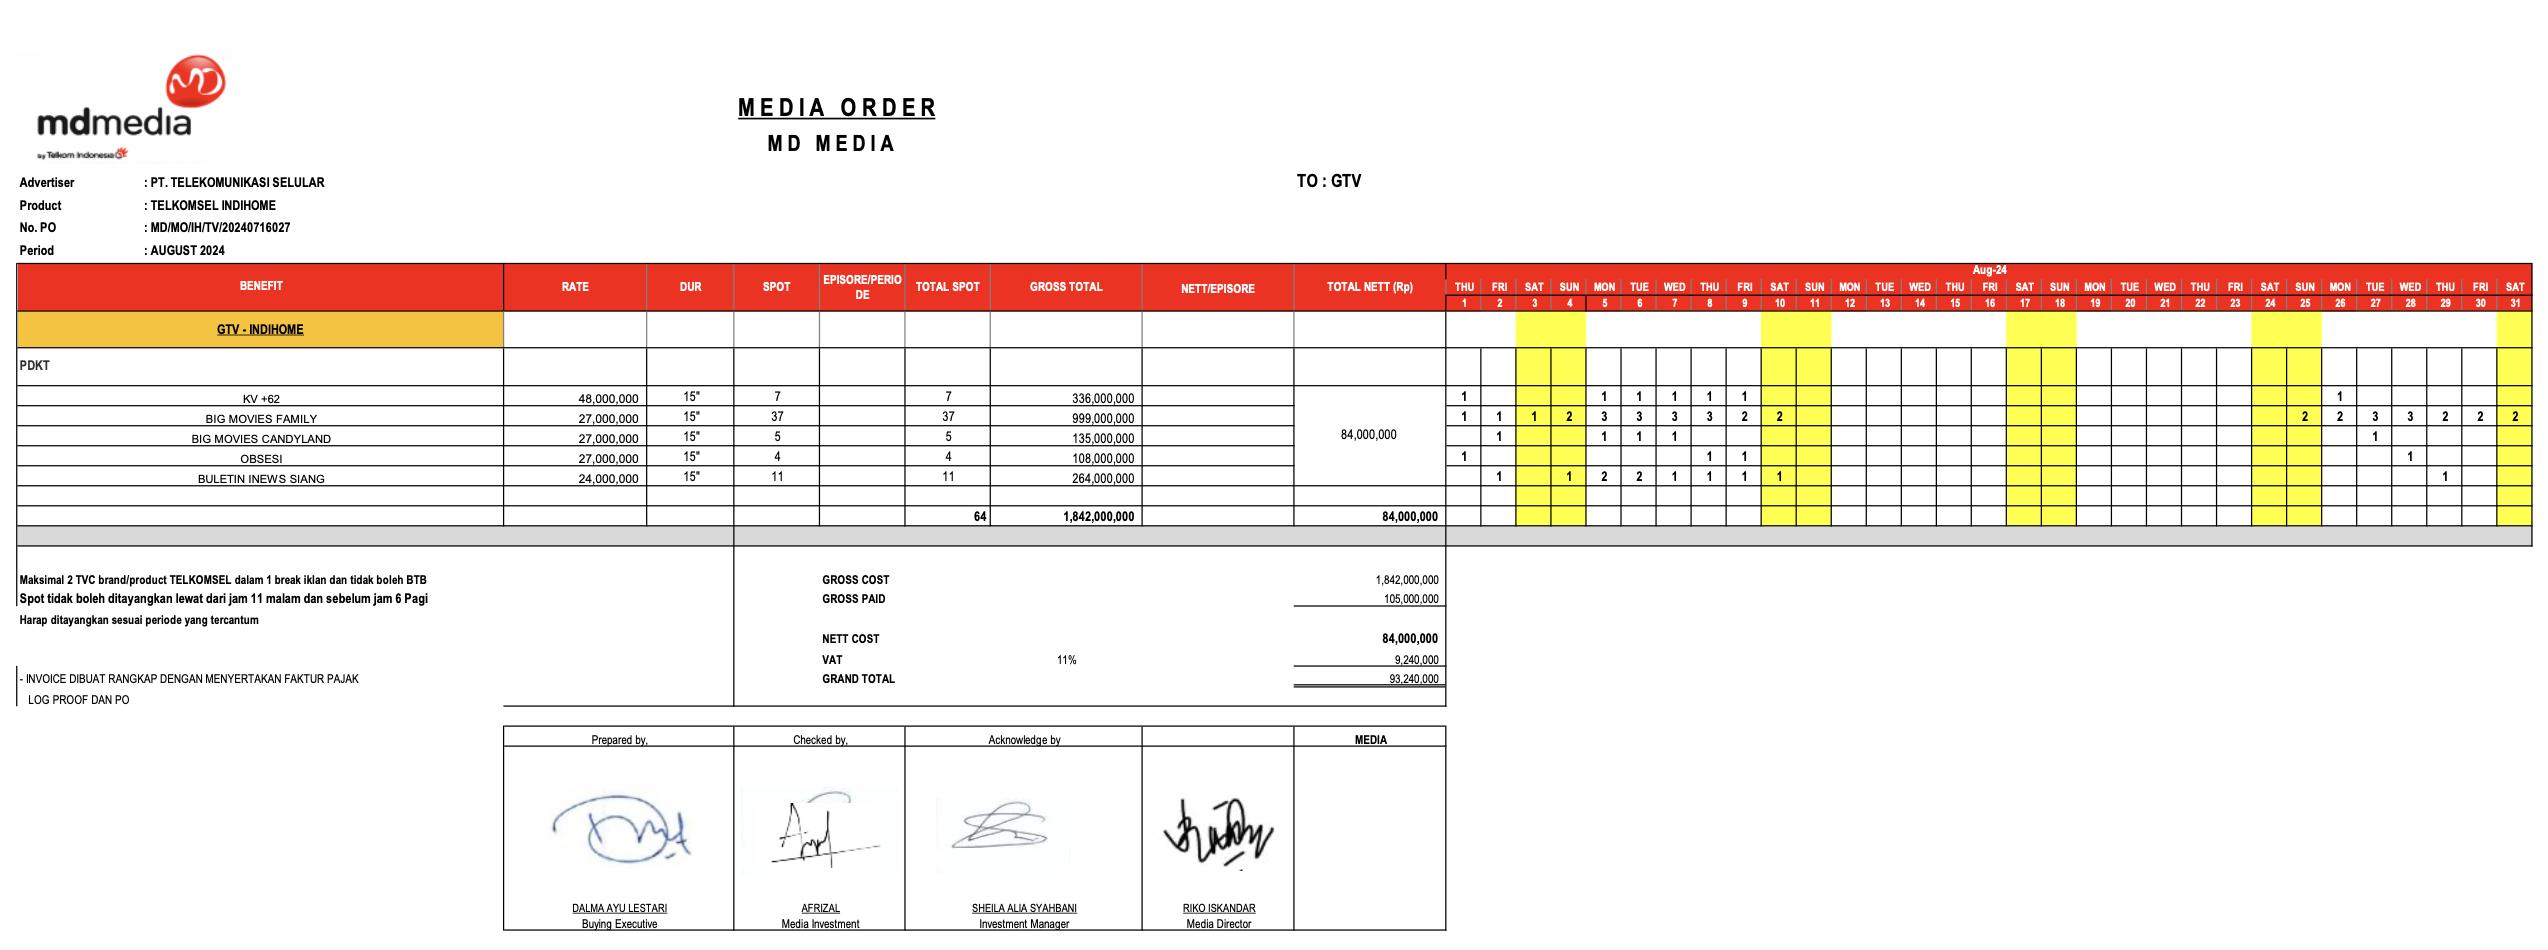 mdmedia
by Telkom Indonesia
MEDIA ORDER
MD MEDIA
Advertiser : PT. TELEKOMUNIKASI SELULAR TO : GTV
Product : TELKOMSEL INDIHOME
No. PO : MD/MO/IH/TV/20240716027
Period : AUGUST 2024
Aug-24
BENEFIT RATE DUR SPOT EPISORE/PERIODE TOTAL SPOT GROSS TOTAL NETT/EPISORE TOTAL NETT (Rp) THU FRI SAT SUN MON TUE WED THU FRI SAT SUN MON TUE WED THU FRI SAT SUN MON TUE WED THU FRI SAT SUN MON TUE WED THU FRI SAT
1 2 3 4 5 6 7 8 9 10 11 12 13 14 15 16 17 18 19 20 21 22 23 24 25 26 27 28 29 30 31
GTV - INDIHOME
PDKT
KV +62 48,000,000 15" 7 7 336,000,000 1 1 1 1 1 1 1
BIG MOVIES FAMILY 27,000,000 15" 37 37 999,000,000 1 1 1 2 3 3 3 3 2 2 2 2 3 3 2 2 2
BIG MOVIES CANDYLAND 27,000,000 15" 5 5 135,000,000 84,000,000 1 1 1 1 1
OBSESI 27,000,000 15" 4 4 108,000,000 1 1 1 1
BULETIN INEWS SIANG 24,000,000 15" 11 11 264,000,000 1 1 2 2 1 1 1 1 1
64 1,842,000,000 84,000,000
Maksimal 2 TVC brand/product TELKOMSEL dalam 1 break iklan dan tidak boleh BTB GROSS COST 1,842,000,000
Spot tidak boleh ditayangkan lewat dari jam 11 malam dan sebelum jam 6 Pagi GROSS PAID 105,000,000
Harap ditayangkan sesuai periode yang tercantum
NETT COST 84,000,000
VAT 11% 9,240,000
- INVOICE DIBUAT RANGKAP DENGAN MENYERTAKAN FAKTUR PAJAK GRAND TOTAL 93,240,000
LOG PROOF DAN PO
Prepared by, Checked by, Acknowledge by MEDIA
DALMA AYU LESTARI AFRIZAL SHEILA ALIA SYAHBANI RIKO ISKANDAR
Buying Executive Media Investment Investment Manager Media Director